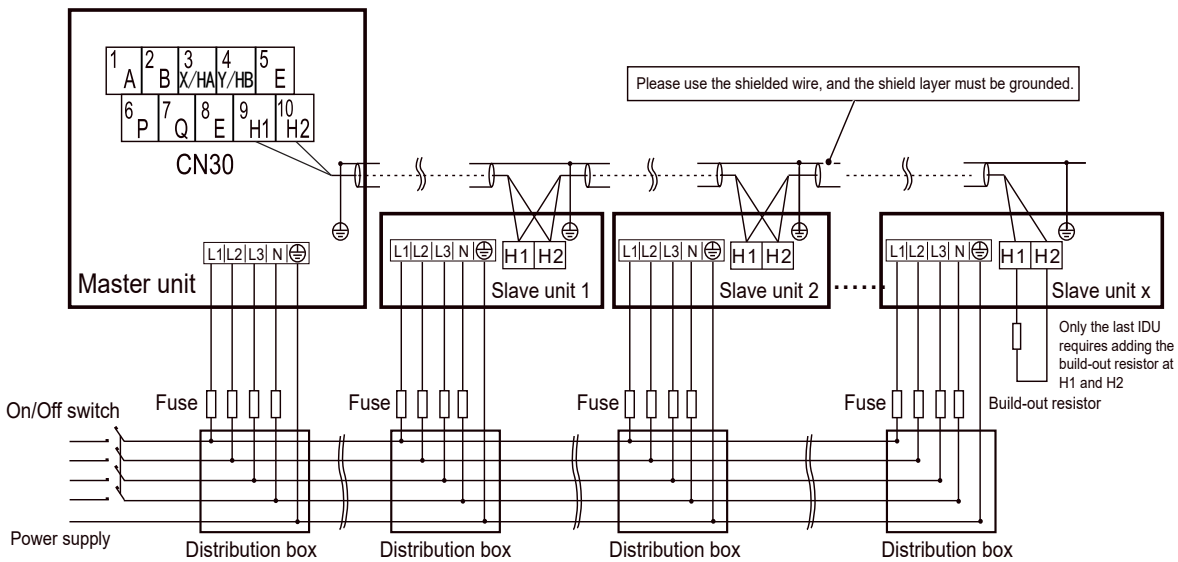 1 A 2 B 3 X/HA 4 Y/HB 5 E
6 P 7 Q 8 E 9 H1 10 H2
CN30
Please use the shielded wire, and the shield layer must be grounded.
L1 L2 L3 N
Master unit
L1 L2 L3 N
H1 H2
Slave unit 1
L1 L2 L3 N
H1 H2
Slave unit 2
L1 L2 L3 N
H1 H2
Slave unit x
Only the last IDU
requires adding the
build-out resistor at
H1 and H2
Build-out resistor
Fuse
Fuse
Fuse
Fuse
On/Off switch
Power supply
Distribution box
Distribution box
Distribution box
Distribution box